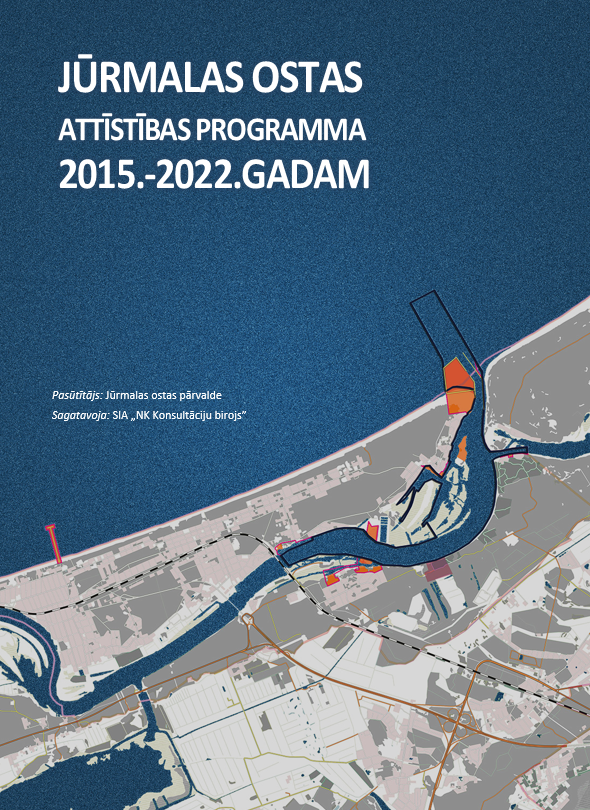 JŪRMALAS OSTAS
ATTĪSTĪBAS PROGRAMMA
2015.-2022.GADAM
Pasūtītājs: Jūrmalas ostas pārvalde
Sagatavoja: SIA „NK Konsultāciju birojs”